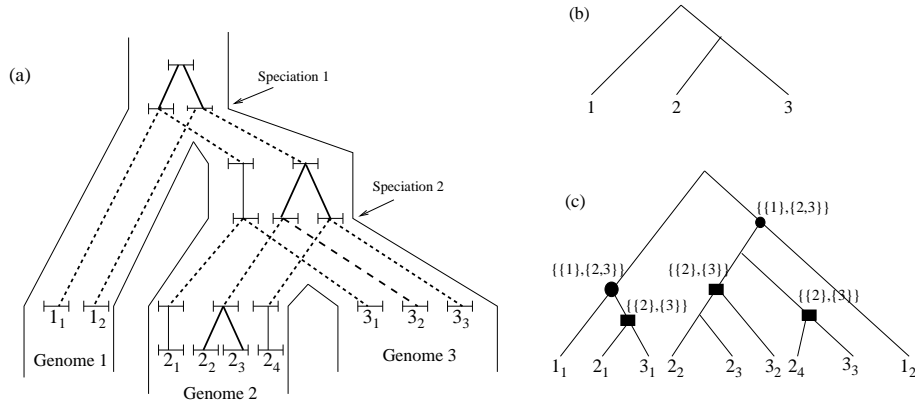 (a)
Speciation 1
Speciation 2
1₁ 1₂ 3₁ 3₂ 3₃
Genome 1
2₁ 2₂ 2₃ 2₄
Genome 3
Genome 2
(b)
1 2 3
(c)
{{1},{2,3}}
{{1},{2,3}} {{2},{3}}
{{2},{3}} {{2},{3}}
1₁ 2₁ 3₁ 2₂ 2₃ 3₂ 2₄ 3₃ 1₂